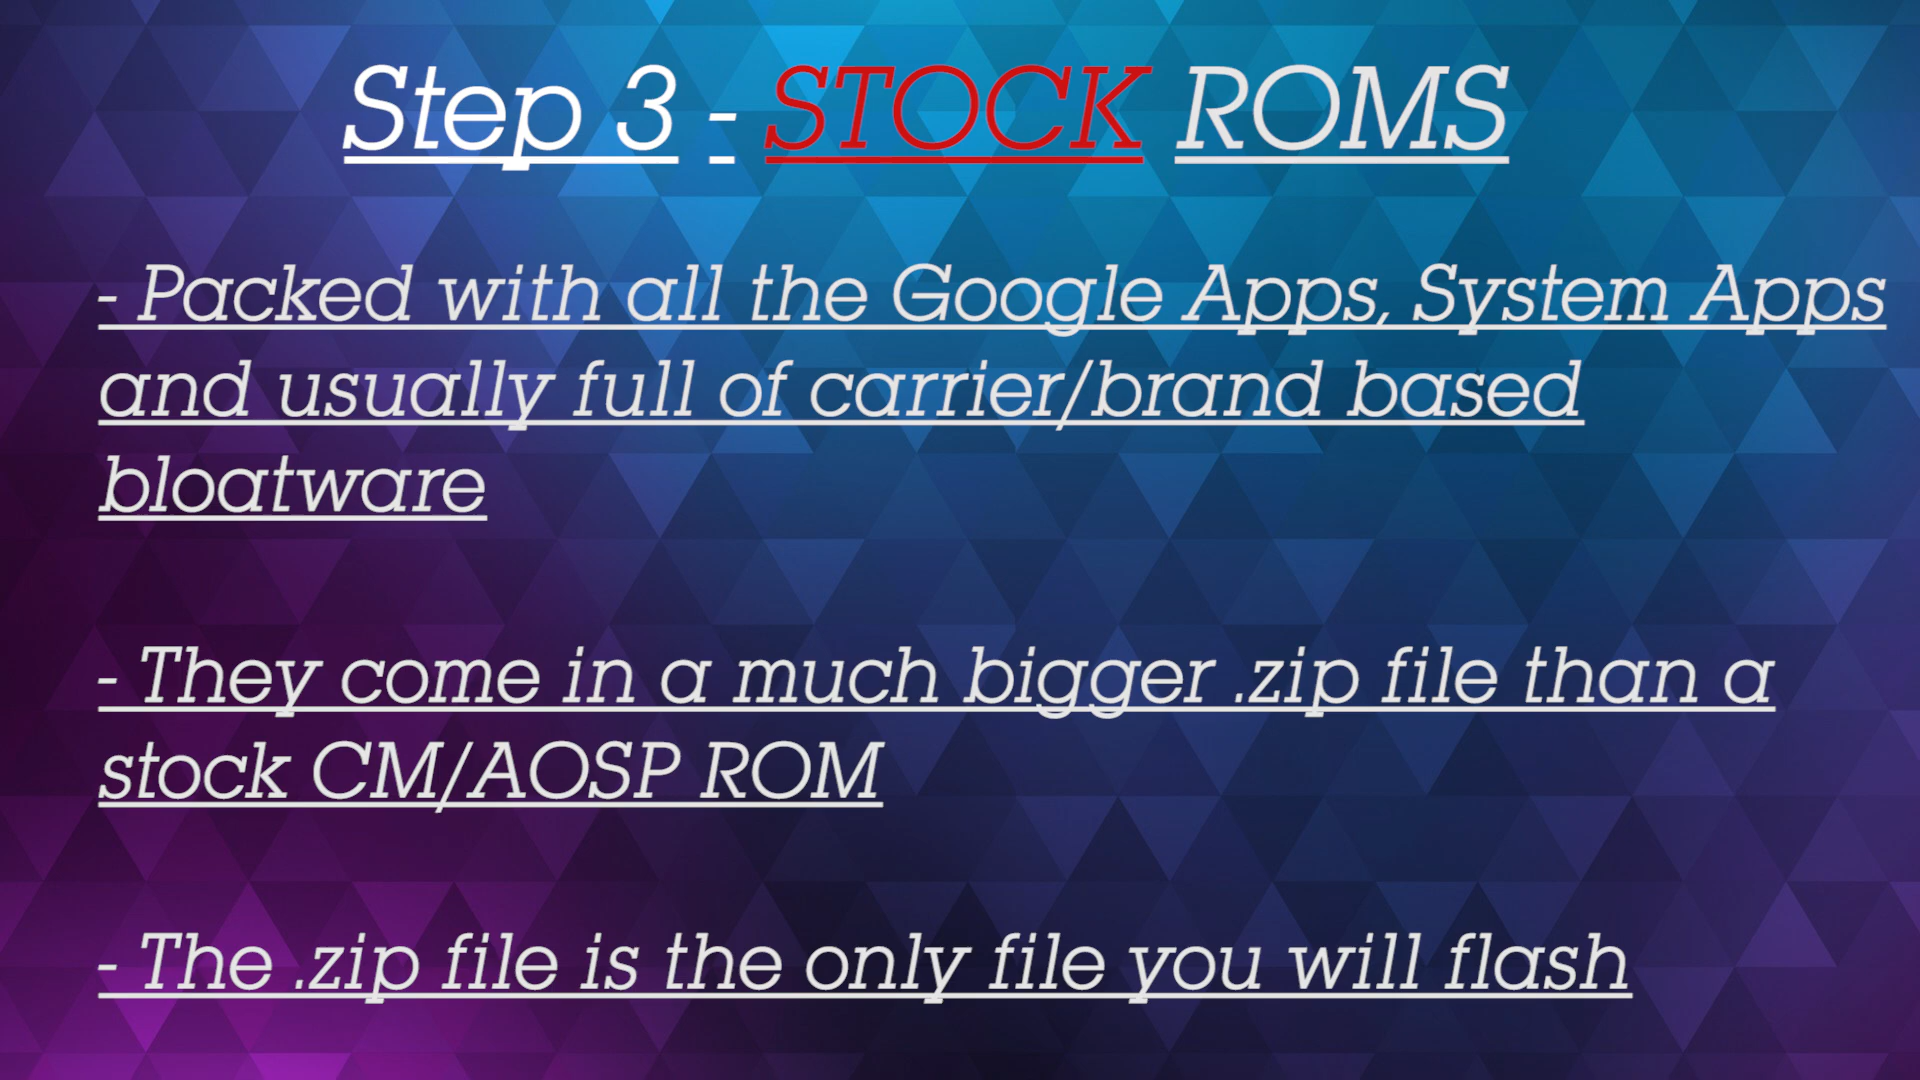 Step 3 - STOCK ROMS
- Packed with all the Google Apps, System Apps
and usually full of carrier/brand based
bloatware
- They come in a much bigger .zip file than a
stock CM/AOSP ROM
- The .zip file is the only file you will flash